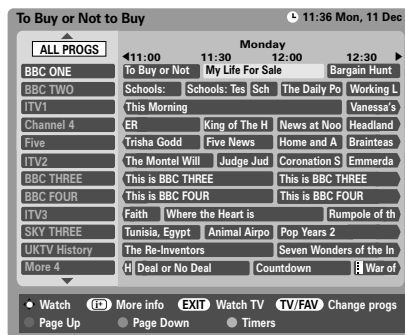 To Buy or Not to Buy 11:36 Mon, 11 Dec
ALL PROGS Monday
11:00 11:30 12:00 12:30
BBC ONE To Buy or Not My Life For Sale Bargain Hunt
BBC TWO Schools: Schools: Tes Sch The Daily Po Working L
ITV1 This Morning Vanessa's
Channel 4 ER King of The H News at Noo Headland
Five Trisha Godd Five News Home and A Brainteas
ITV2 The Montel Will Judge Jud Coronation S Emmerda
BBC THREE This is BBC THREE This is BBC THREE
BBC FOUR This is BBC FOUR This is BBC FOUR
ITV3 Faith Where the Heart is Rumpole of th
SKY THREE Tunisia, Egypt Animal Airpo Pop Years 2
UKTV History The Re-Inventors Seven Wonders of the In
More 4 H Deal or No Deal Countdown War of
Watch i+ More info EXIT Watch TV TV/FAV Change progs
Page Up Page Down Timers